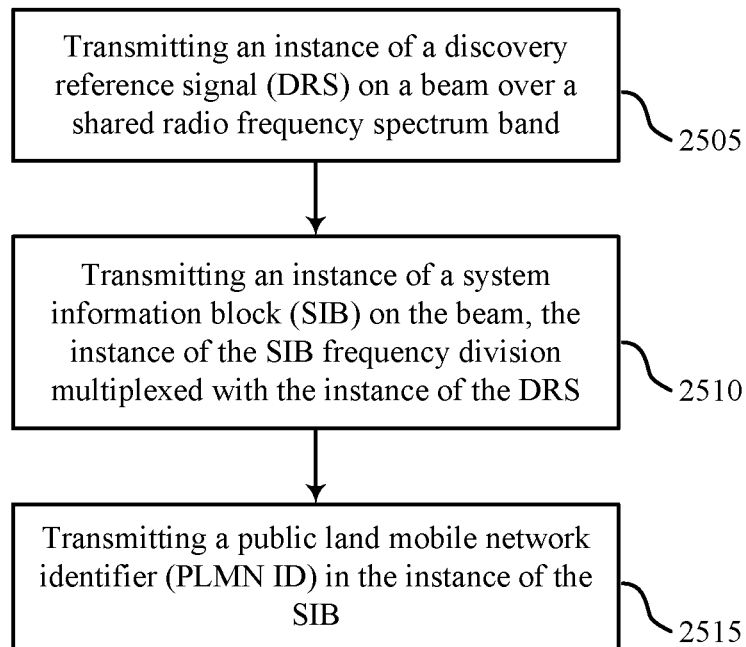 Transmitting an instance of a discovery
reference signal (DRS) on a beam over a
shared radio frequency spectrum band
2505
Transmitting an instance of a system
information block (SIB) on the beam, the
instance of the SIB frequency division
multiplexed with the instance of the DRS
2510
Transmitting a public land mobile network
identifier (PLMN ID) in the instance of the
SIB
2515